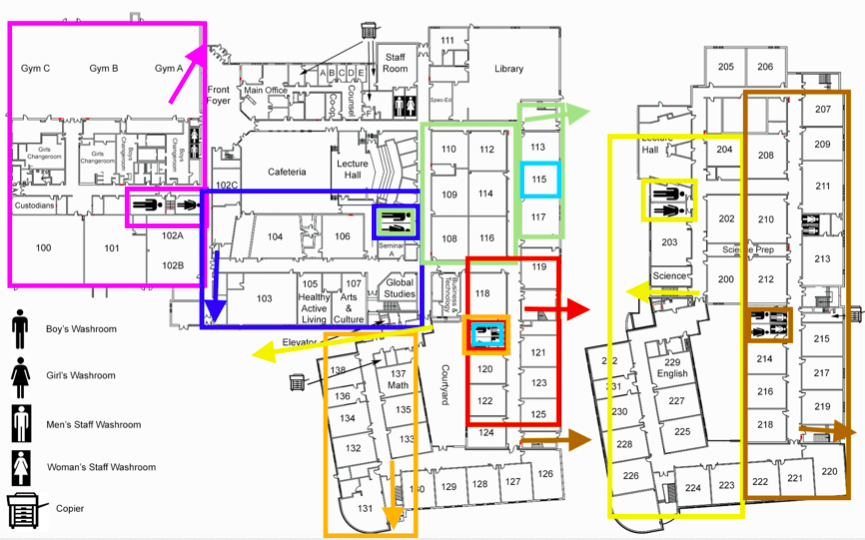 Gym C
Gym B
Gym A
Front
Foyer
Main Office
A B C D E
F
Co-op
Counsel
Staff
Room
111
Library
Spec-Ed
Girls
Changeroom
Girls
Changeroom
Boys
Changeroom
Boys
Changeroom
Custodians
100
101
102A
102B
102C
Cafeteria
Lecture
Hall
104
106
Seminar
A
103
105
Healthy
Active
Living
107
Arts
&
Culture
Global
Studies
Business &
Technology
Elevator
110
112
109
114
108
116
113
115
117
119
118
121
120
123
122
125
124
Courtyard
138
137
Math
136
135
134
133
132
131
130
129
128
127
126
205
206
207
Lecture
Hall
204
208
209
211
202
210
203
Science Prep
213
Science
200
212
215
214
217
216
219
218
232
231
229
English
230
227
228
225
226
224
223
222
221
220
Boy's Washroom
Girl's Washroom
Men's Staff Washroom
Woman's Staff Washroom
Copier